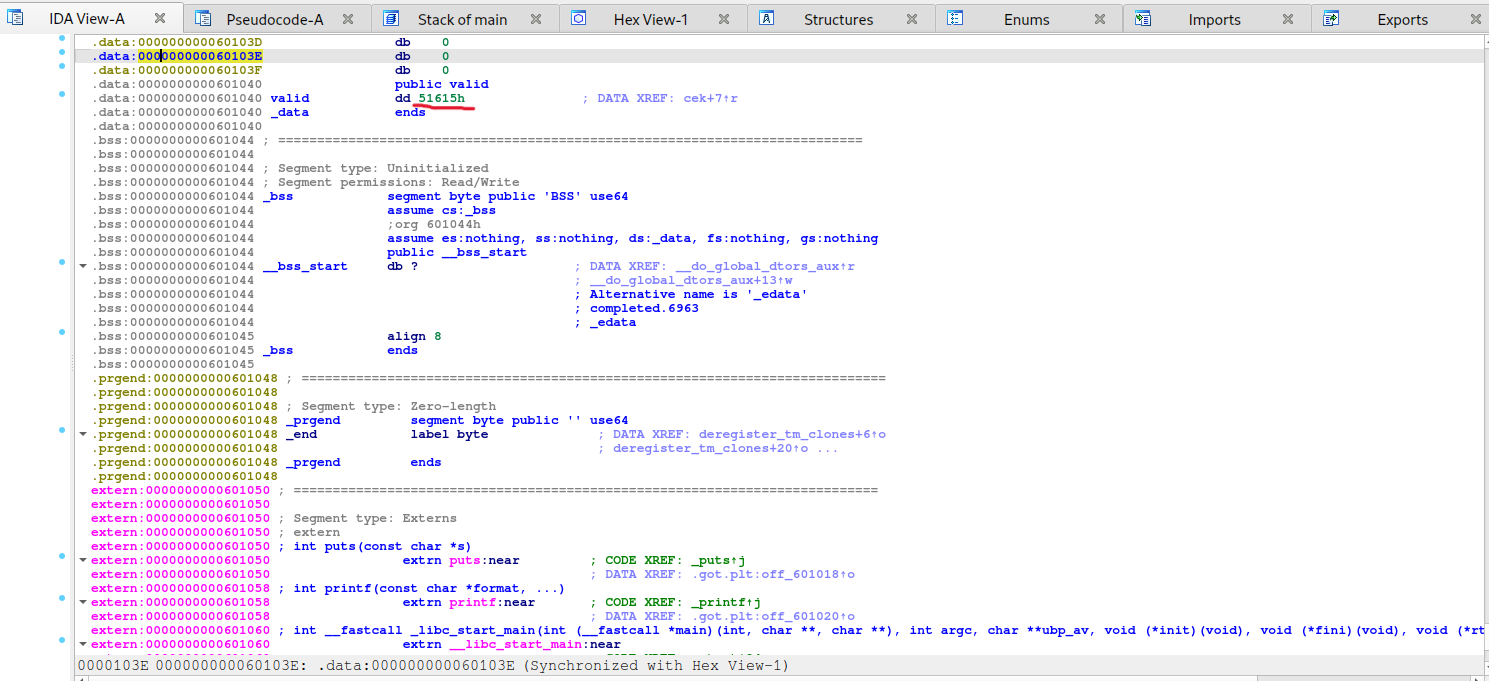 IDA View-A Pseudocode-A Stack of main Hex View-1 Structures Enums Imports Exports
.data:000000000060103D db 0
.data:000000000060103E db 0
.data:000000000060103F db 0
.data:0000000000601040 public valid
.data:0000000000601040 valid dd 51615h ; DATA XREF: cek+7↑r
.data:0000000000601040 _data ends
.data:0000000000601040
.bss:0000000000601044 ; ===========================================================================
.bss:0000000000601044
.bss:0000000000601044 ; Segment type: Uninitialized
.bss:0000000000601044 ; Segment permissions: Read/Write
.bss:0000000000601044 _bss segment byte public 'BSS' use64
.bss:0000000000601044 assume cs:_bss
.bss:0000000000601044 ;org 601044h
.bss:0000000000601044 assume es:nothing, ss:nothing, ds:_data, fs:nothing, gs:nothing
.bss:0000000000601044 public __bss_start
.bss:0000000000601044 __bss_start db ? ; DATA XREF: __do_global_dtors_aux↑r
.bss:0000000000601044 ; __do_global_dtors_aux+13↑w
.bss:0000000000601044 ; Alternative name is '_edata'
.bss:0000000000601044 ; completed.6963
.bss:0000000000601044 ; _edata
.bss:0000000000601045 align 8
.bss:0000000000601045 _bss ends
.bss:0000000000601045
.prgend:0000000000601048 ; ===========================================================================
.prgend:0000000000601048
.prgend:0000000000601048 ; Segment type: Zero-length
.prgend:0000000000601048 _prgend segment byte public '' use64
.prgend:0000000000601048 _end label byte ; DATA XREF: deregister_tm_clones+6↑o
.prgend:0000000000601048 ; deregister_tm_clones+20↑o ...
.prgend:0000000000601048 _prgend ends
.prgend:0000000000601048
extern:0000000000601050 ; ===========================================================================
extern:0000000000601050
extern:0000000000601050 ; Segment type: Externs
extern:0000000000601050 ; extern
extern:0000000000601050 ; int puts(const char *s)
extern:0000000000601050 extrn puts:near ; CODE XREF: _puts↑j
extern:0000000000601050 ; DATA XREF: .got.plt:off_601018↑o
extern:0000000000601058 ; int printf(const char *format, ...)
extern:0000000000601058 extrn printf:near ; CODE XREF: _printf↑j
extern:0000000000601058 ; DATA XREF: .got.plt:off_601020↑o
extern:0000000000601060 ; int __fastcall _libc_start_main(int (__fastcall *main)(int, char **, char **), int argc, char **ubp_av, void (*init)(void), void (*fini)(void), void (*rt
extern:0000000000601060 extrn __libc_start_main:near
0000103E 000000000060103E: .data:000000000060103E (Synchronized with Hex View-1)